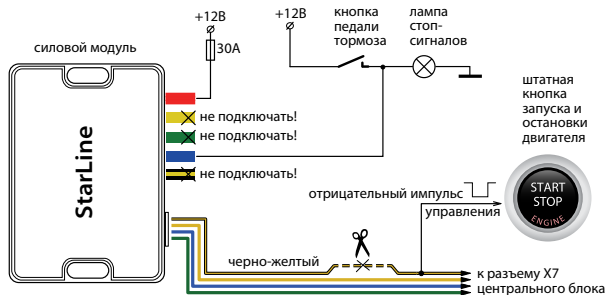 +12В
30А
силовой модуль
StarLine
не подключать!
не подключать!
не подключать!
+12В
кнопка
педали
тормоза
лампа
стоп-
сигналов
штатная
кнопка
запуска и
остановки
двигателя
START
STOP
ENGINE
отрицательный импульс
управления
черно-желтый
к разъему X7
центрального блока